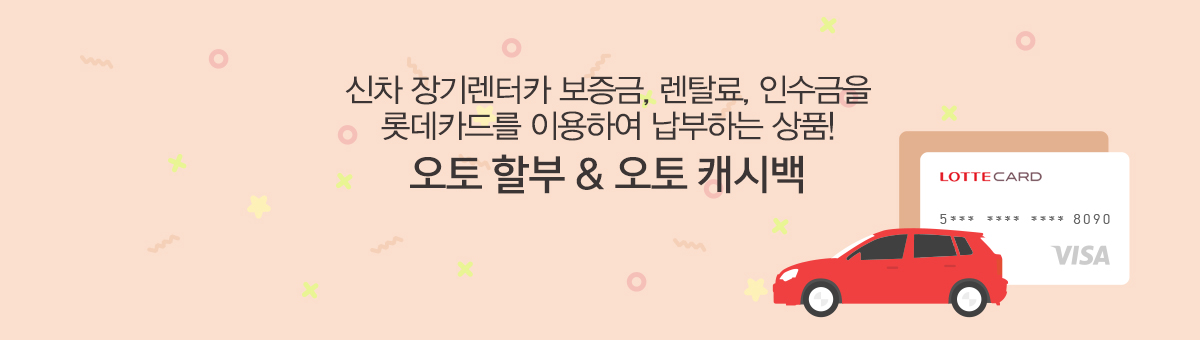 신차 장기렌터카 보증금, 렌탈료, 인수금을
롯데카드를 이용하여 납부하는 상품!
오토 할부 & 오토 캐시백
LOTTE CARD
5*** **** **** 8090
VISA